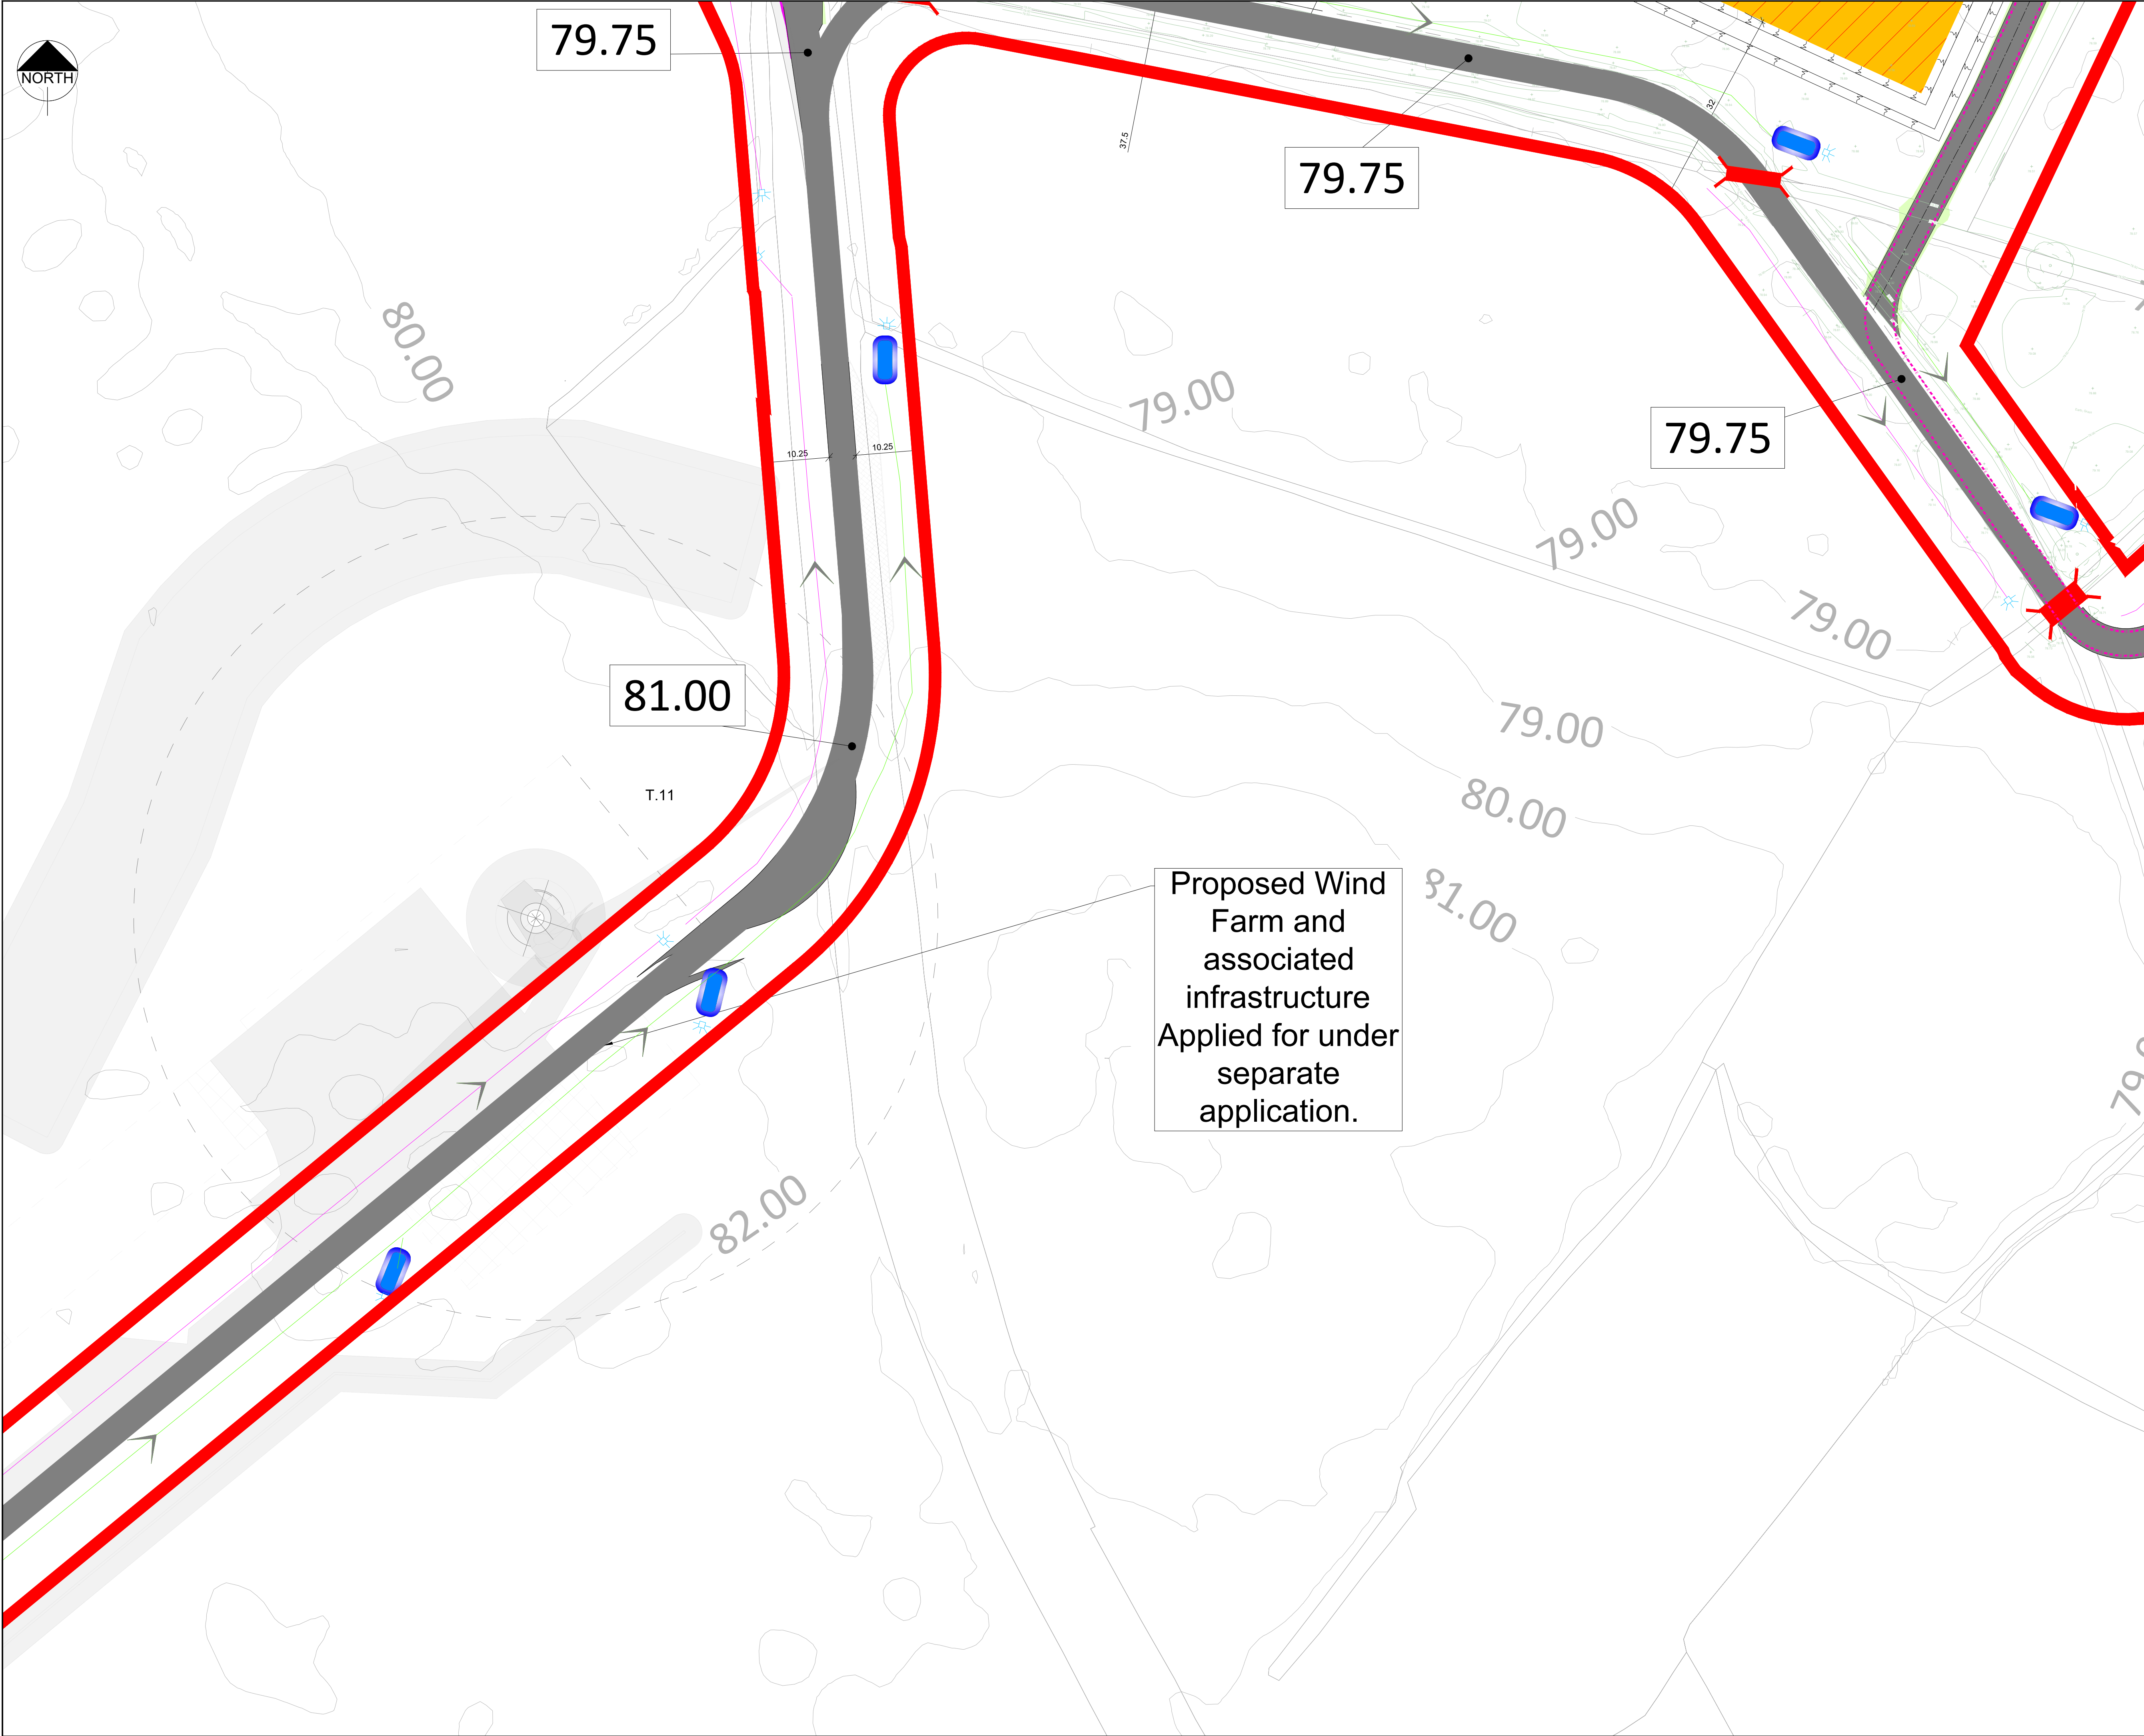 79.75
NORTH
37.5
32
79.75
80.00
79.00
79.75
10.25
10.25
79.00
79.00
81.00
79.00
T.11
80.00
81.00
Proposed Wind
Farm and
associated
infrastructure
Applied for under
separate
application.
82.00